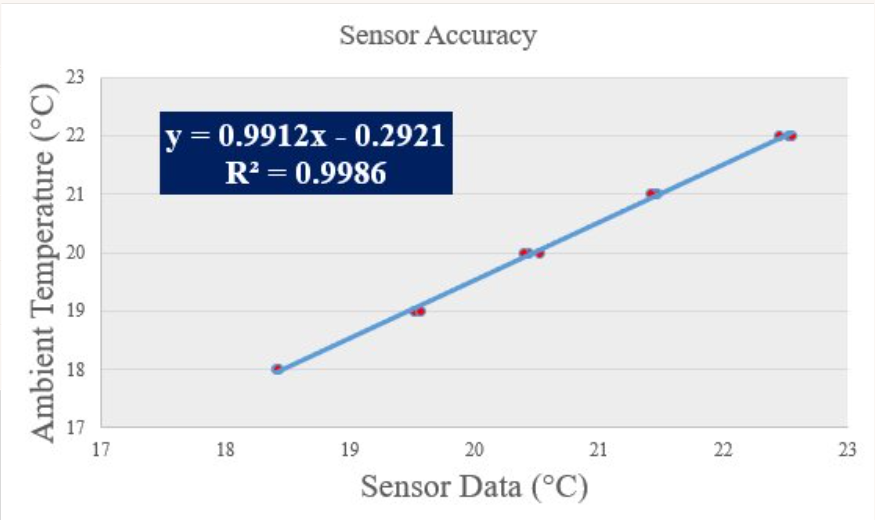 Sensor Accuracy
Ambient Temperature (°C)
23
22
21
20
19
18
17
y = 0.9912x - 0.2921
R² = 0.9986
17 18 19 20 21 22 23
Sensor Data (°C)